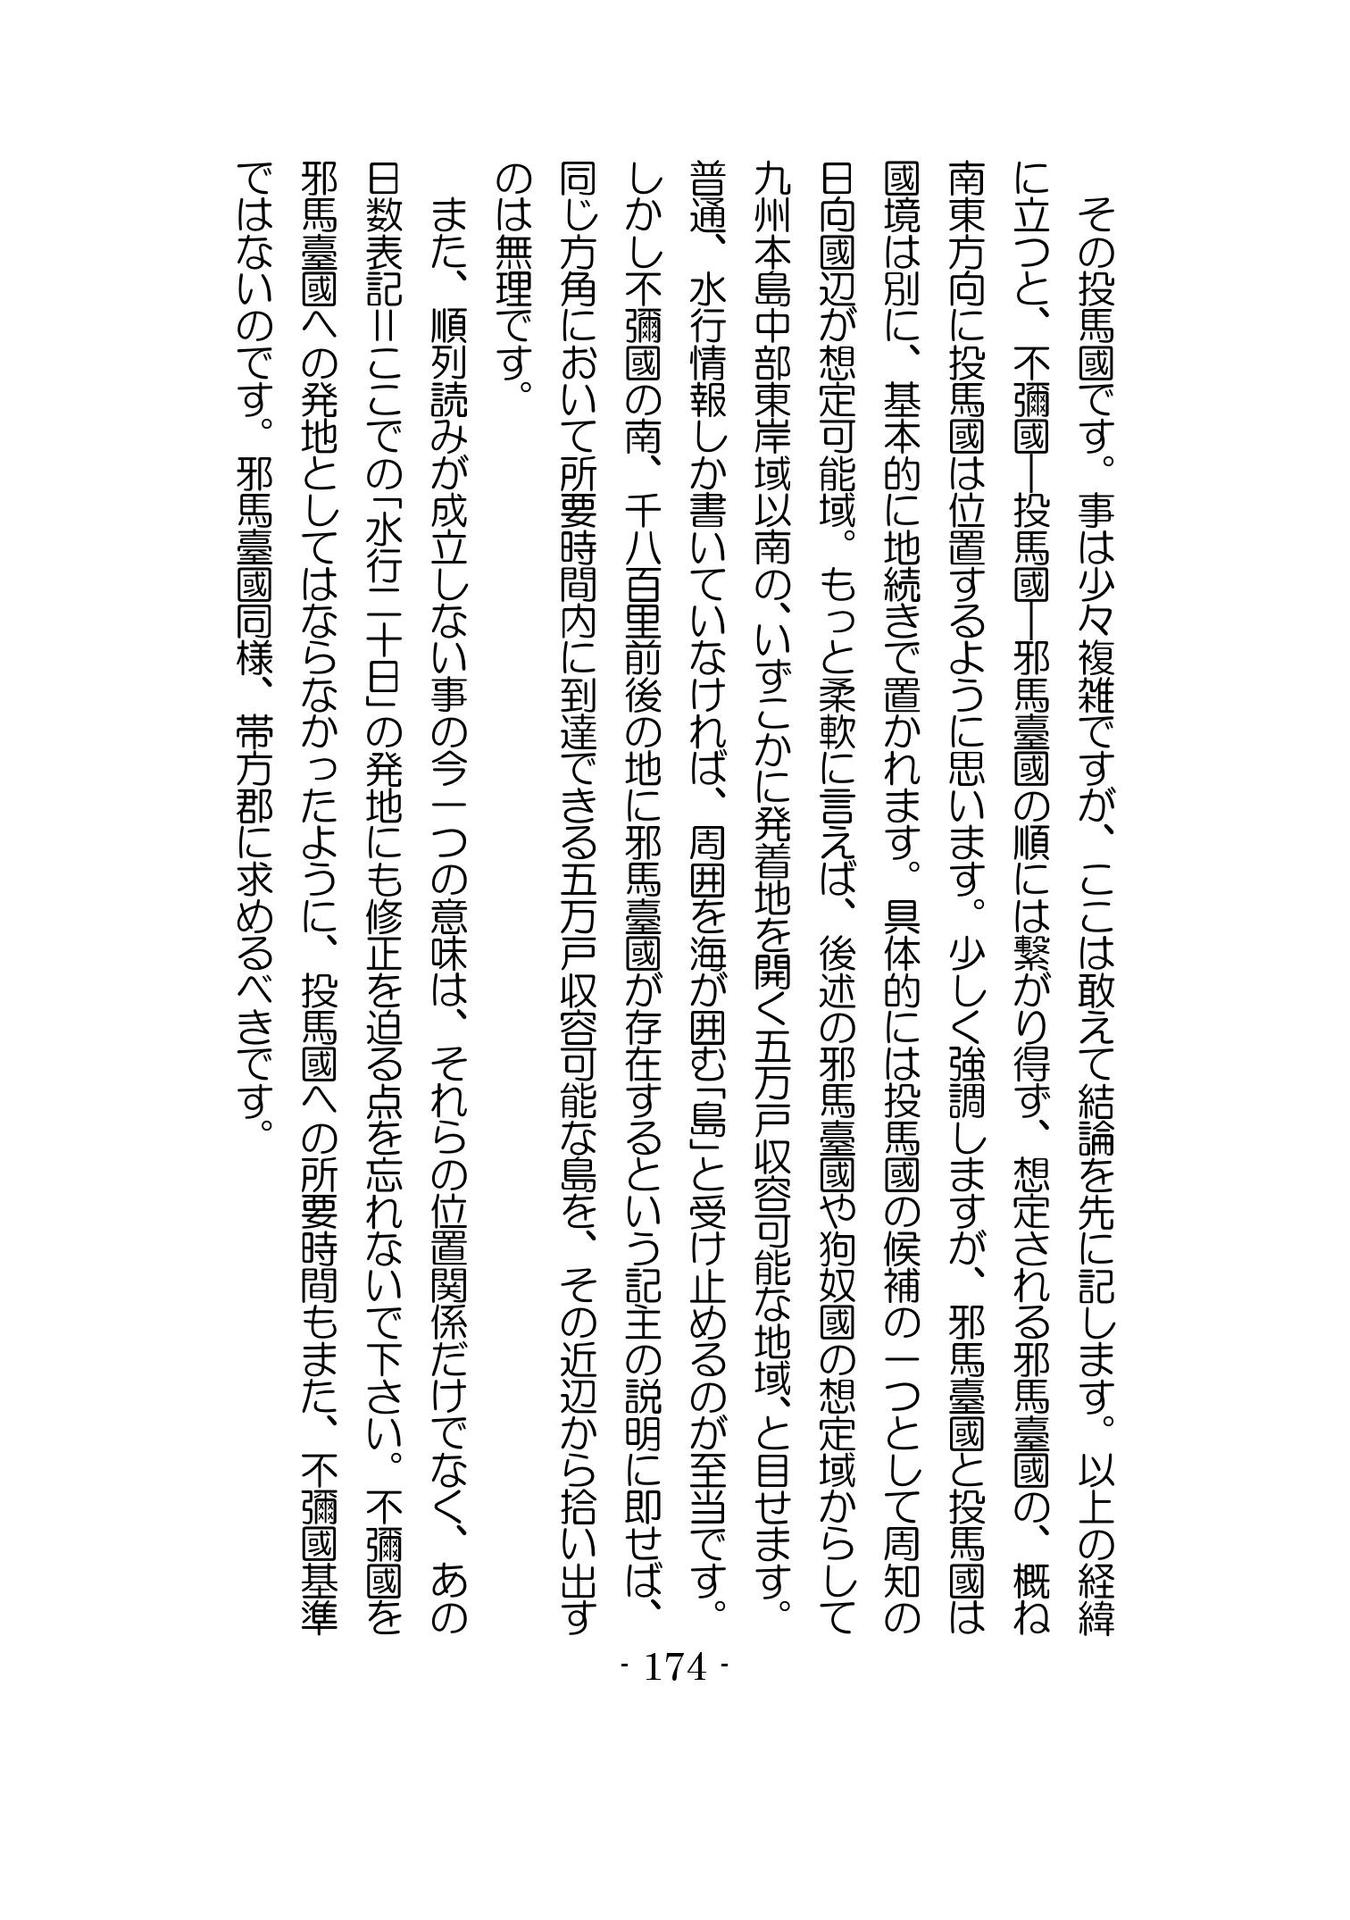 その投馬國です。事は少々複雑ですが、ここは敢えて結論を先に記します。以上の経緯
に立つと、不彌國―投馬國―邪馬臺國の順には繋がり得ず、想定される邪馬臺國の、概ね
南東方向に投馬國は位置するように思います。少しく強調しますが、邪馬臺國と投馬國は
國境は別に、基本的に地続きで置かれます。具体的には投馬國の候補の一つとして周知の
日向國辺が想定可能域。もっと柔軟に言えば、後述の邪馬臺國や狗奴國の想定域からして
九州本島中部東岸域以南の、いずこかに発着地を開く五万戸収容可能な地域、と目せます。
普通、水行情報しか書いていなければ、周囲を海が囲む「島」と受け止めるのが至当です。
しかし不彌國の南、千八百里前後の地に邪馬臺國が存在するという記主の説明に即せば、
同じ方角において所要時間内に到達できる五万戸収容可能な島を、その近辺から拾い出す
のは無理です。
　また、順列読みが成立しない事の今一つの意味は、それらの位置関係だけでなく、あの
日数表記＝ここでの「水行二十日」の発地にも修正を迫る点を忘れないで下さい。不彌國を
邪馬臺國への発地としてはならなかったように、投馬國への所要時間もまた、不彌國基準
ではないのです。邪馬臺國同様、帯方郡に求めるべきです。
- 174 -